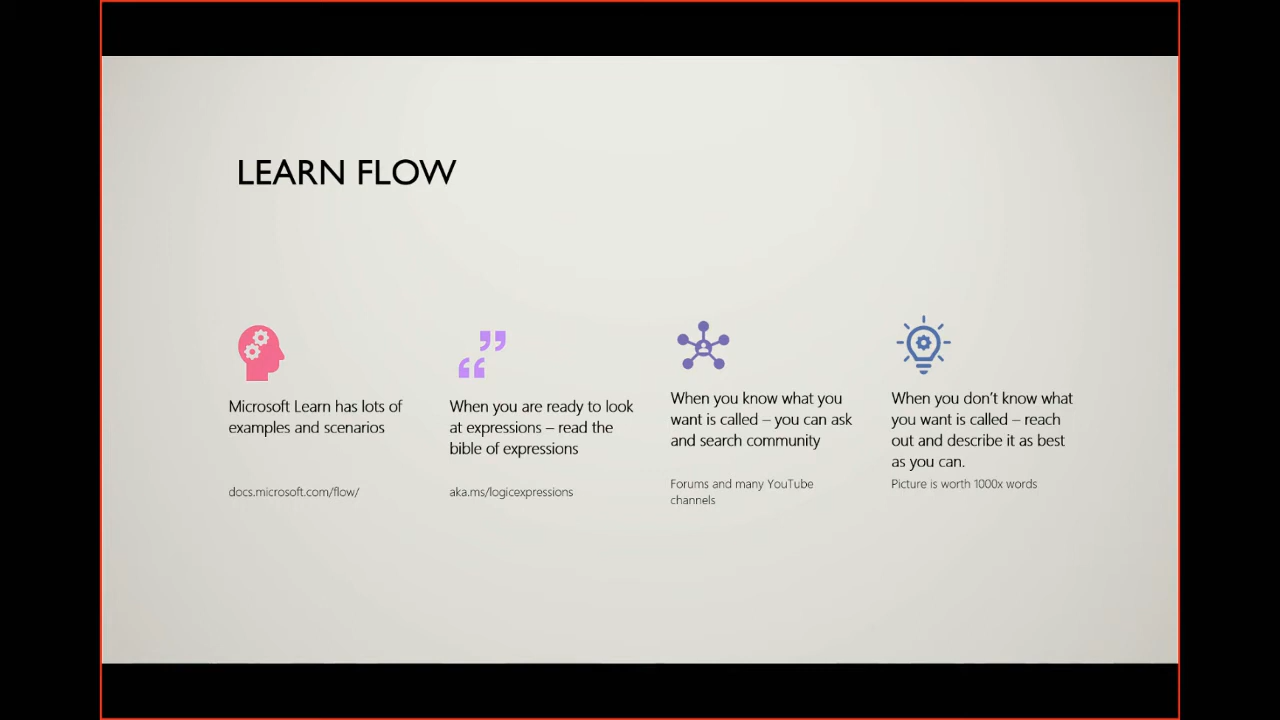 LEARN FLOW
Microsoft Learn has lots of
examples and scenarios
docs.microsoft.com/flow/
When you are ready to look
at expressions – read the
bible of expressions
aka.ms/logicexpressions
When you know what you
want is called – you can ask
and search community
Forums and many YouTube
channels
When you don't know what
you want is called – reach
out and describe it as best
as you can.
Picture is worth 1000x words